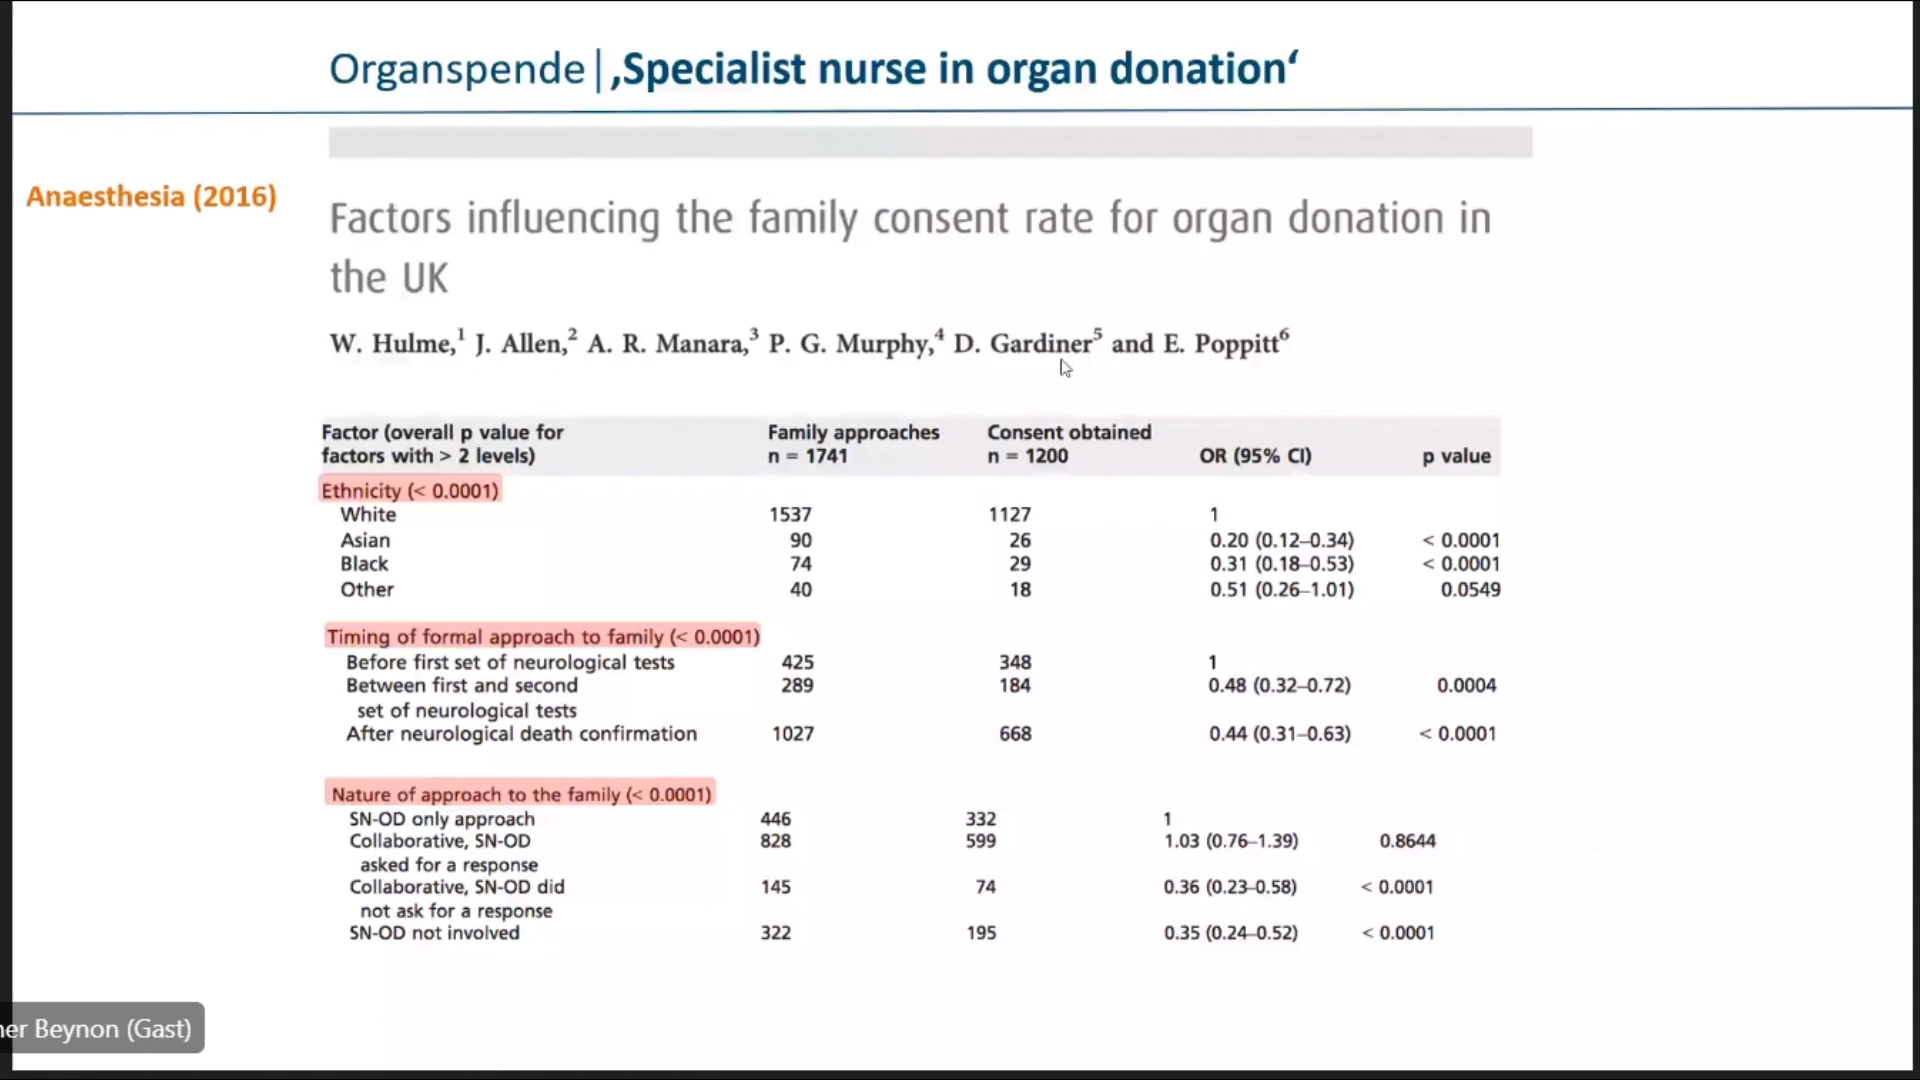 Organspende|‚Specialist nurse in organ donation‘
Anaesthesia (2016)
Factors influencing the family consent rate for organ donation in
the UK
W. Hulme,1 J. Allen,2 A. R. Manara,3 P. G. Murphy,4 D. Gardiner5 and E. Poppitt6
Factor (overall p value for factors with > 2 levels) Family approaches n = 1741 Consent obtained n = 1200 OR (95% CI) p value
Ethnicity (< 0.0001)
White 1537 1127 1
Asian 90 26 0.20 (0.12–0.34) < 0.0001
Black 74 29 0.31 (0.18–0.53) < 0.0001
Other 40 18 0.51 (0.26–1.01) 0.0549
Timing of formal approach to family (< 0.0001)
Before first set of neurological tests 425 348 1
Between first and second 289 184 0.48 (0.32–0.72) 0.0004
set of neurological tests
After neurological death confirmation 1027 668 0.44 (0.31–0.63) < 0.0001
Nature of approach to the family (< 0.0001)
SN-OD only approach 446 332 1
Collaborative, SN-OD 828 599 1.03 (0.76–1.39) 0.8644
asked for a response
Collaborative, SN-OD did 145 74 0.36 (0.23–0.58) < 0.0001
not ask for a response
SN-OD not involved 322 195 0.35 (0.24–0.52) < 0.0001
Beynon (Gast)